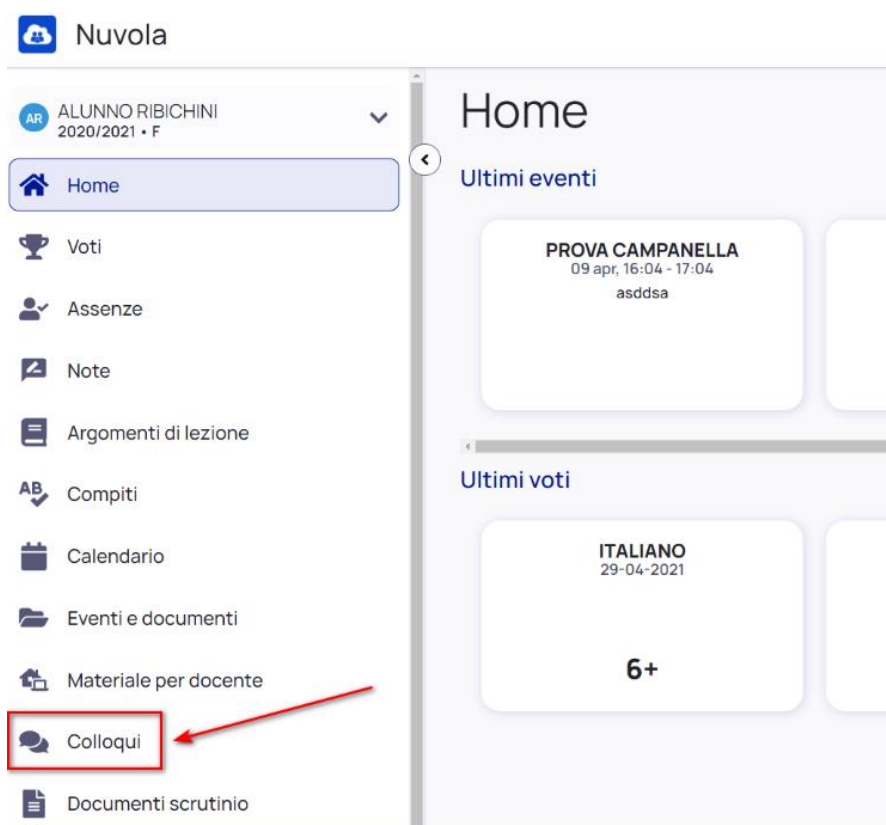 Nuvola
AR
ALUNNO RIBICHINI
2020/2021 • F
Home
Voti
Assenze
Note
Argomenti di lezione
AB
Compiti
Calendario
Eventi e documenti
Materiale per docente
Colloqui
Documenti scrutinio
Home
Ultimi eventi
PROVA CAMPANELLA
09 apr, 16:04 - 17:04
asddsa
Ultimi voti
ITALIANO
29-04-2021
6+